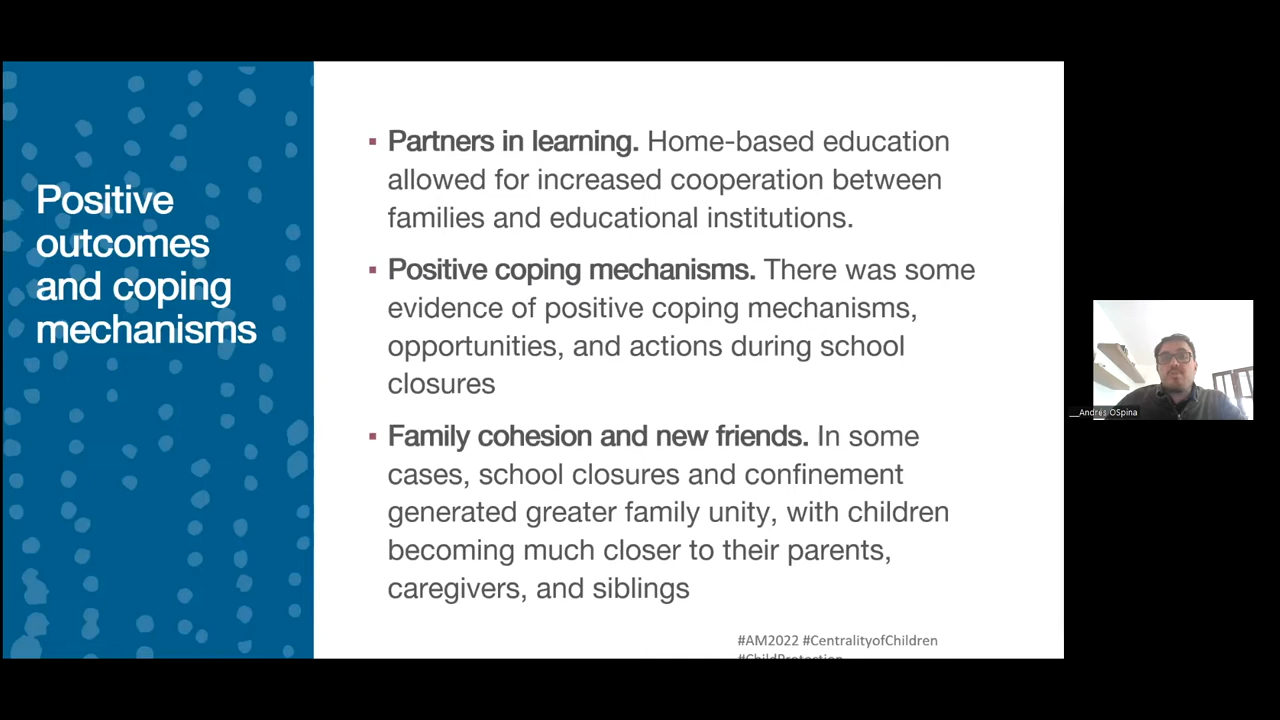 Positive
outcomes
and coping
mechanisms
▪ Partners in learning. Home-based education
allowed for increased cooperation between
families and educational institutions.
▪ Positive coping mechanisms. There was some
evidence of positive coping mechanisms,
opportunities, and actions during school
closures
▪ Family cohesion and new friends. In some
cases, school closures and confinement
generated greater family unity, with children
becoming much closer to their parents,
caregivers, and siblings
#AM2022 #CentralityofChildren
#ChildProtection
__Andrés OSpina